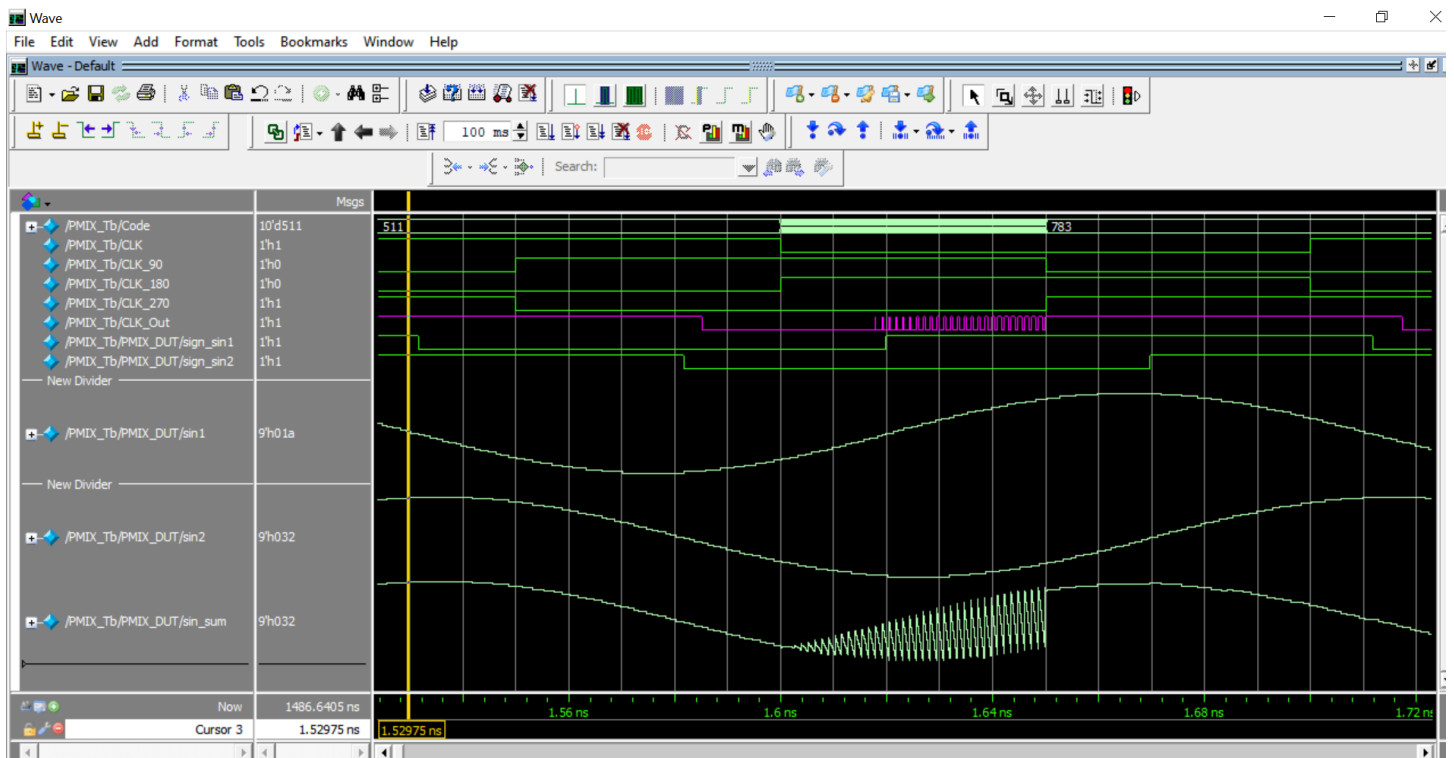 Wave
File Edit View Add Format Tools Bookmarks Window Help
Wave - Default
100 ms
Search:
Msgs
/PMIX_Tb/Code 10'd511 511 783
/PMIX_Tb/CLK 1'h1
/PMIX_Tb/CLK_90 1'h0
/PMIX_Tb/CLK_180 1'h0
/PMIX_Tb/CLK_270 1'h1
/PMIX_Tb/CLK_Out 1'h1
/PMIX_Tb/PMIX_DUT/sign_sin1 1'h1
/PMIX_Tb/PMIX_DUT/sign_sin2 1'h1
New Divider
/PMIX_Tb/PMIX_DUT/sin1 9'h01a
New Divider
/PMIX_Tb/PMIX_DUT/sin2 9'h032
/PMIX_Tb/PMIX_DUT/sin_sum 9'h032
Now 1486.6405 ns 1.56 ns 1.6 ns 1.64 ns 1.68 ns 1.72 ns
Cursor 3 1.52975 ns 1.52975 ns